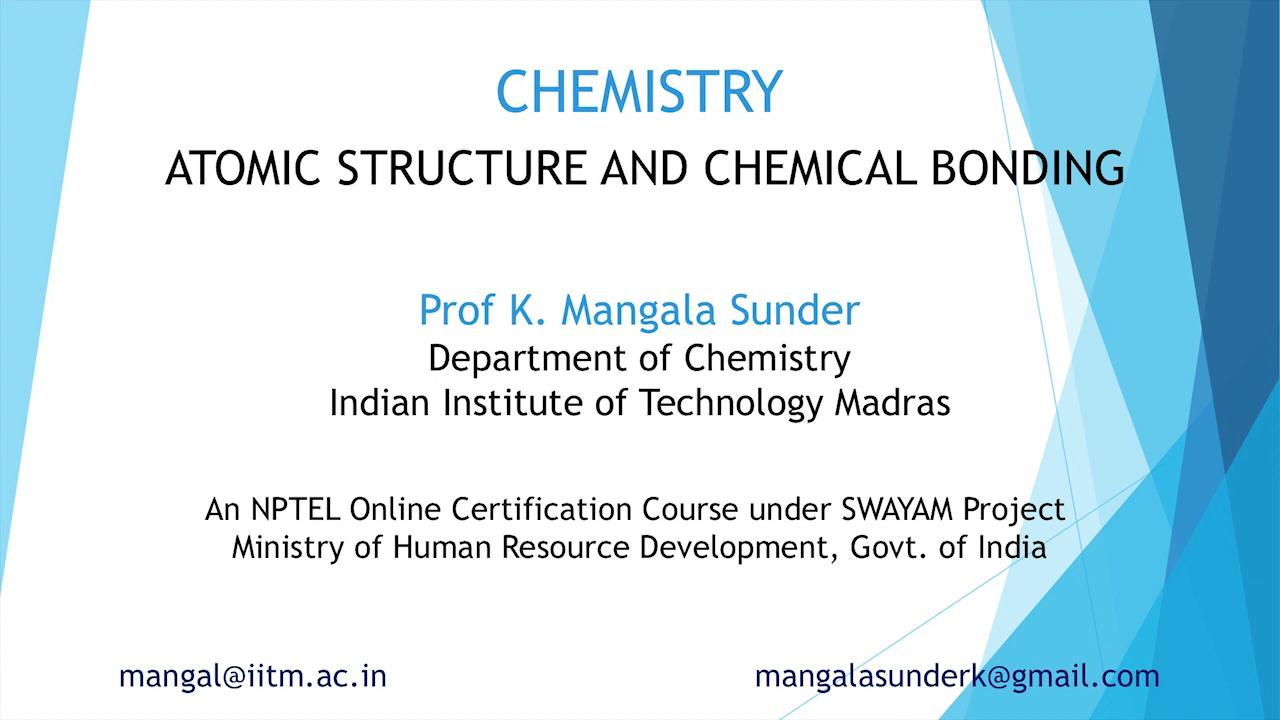 CHEMISTRY
ATOMIC STRUCTURE AND CHEMICAL BONDING
Prof K. Mangala Sunder
Department of Chemistry
Indian Institute of Technology Madras
An NPTEL Online Certification Course under SWAYAM Project
Ministry of Human Resource Development, Govt. of India
mangal@iitm.ac.in
mangalasunderk@gmail.com